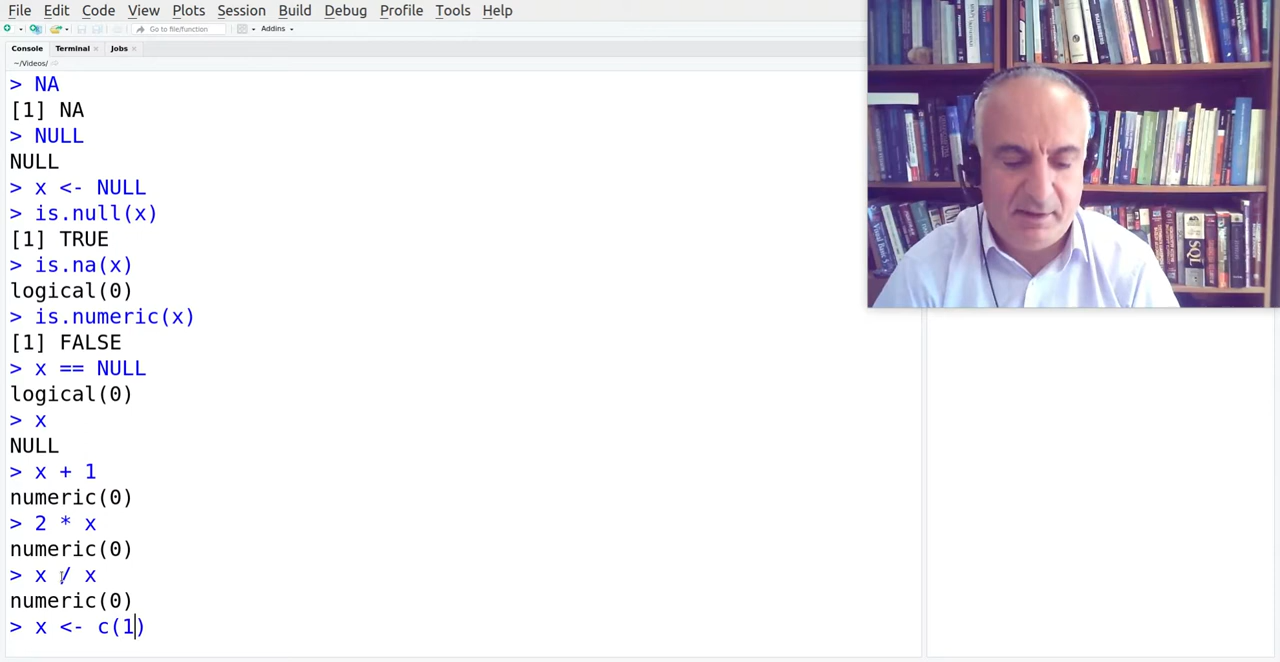 File Edit Code View Plots Session Build Debug Profile Tools Help
Go to file/function Addins
Console Terminal Jobs
~/Videos/
> NA
[1] NA
> NULL
NULL
> x <- NULL
> is.null(x)
[1] TRUE
> is.na(x)
logical(0)
> is.numeric(x)
[1] FALSE
> x == NULL
logical(0)
> x
NULL
> x + 1
numeric(0)
> 2 * x
numeric(0)
> x / x
numeric(0)
> x <- c(1)
SQL